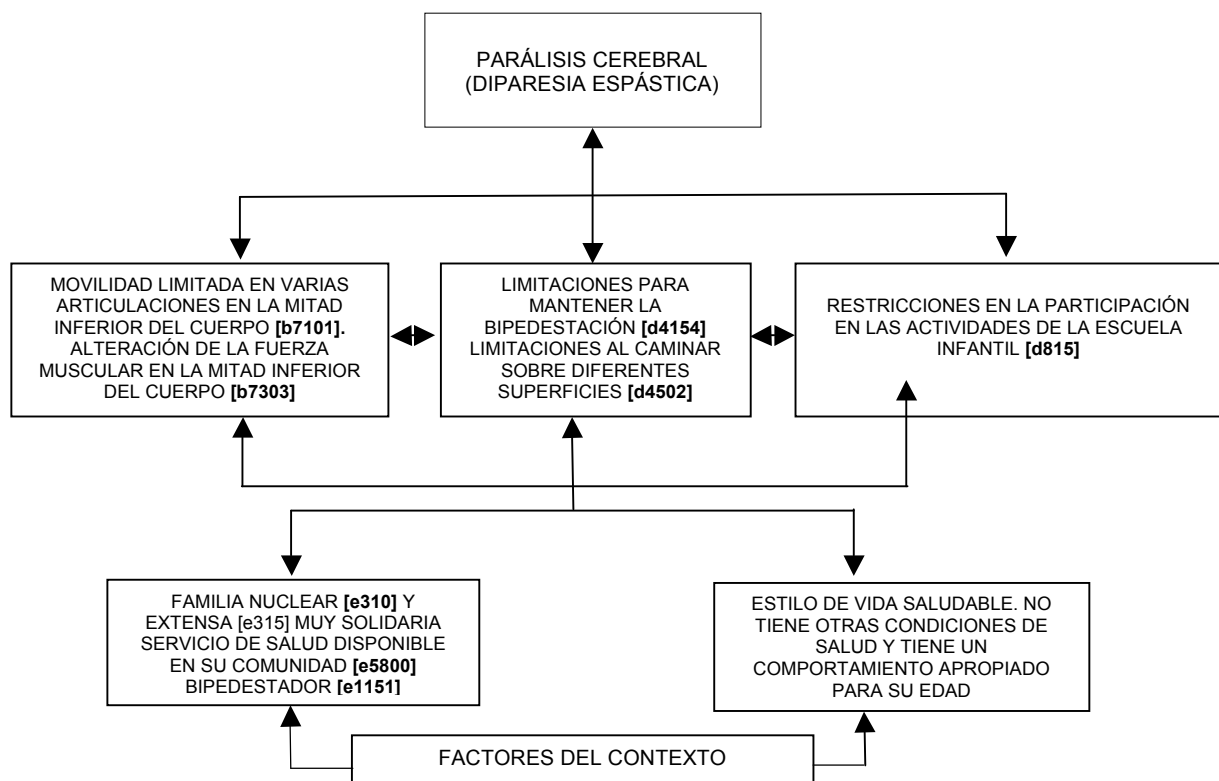 PARÁLISIS CEREBRAL
(DIPARESIA ESPÁSTICA)
MOVILIDAD LIMITADA EN VARIAS
ARTICULACIONES EN LA MITAD
INFERIOR DEL CUERPO [b7101].
ALTERACIÓN DE LA FUERZA
MUSCULAR EN LA MITAD INFERIOR
DEL CUERPO [b7303]
LIMITACIONES PARA
MANTENER LA
BIPEDESTACIÓN [d4154]
LIMITACIONES AL CAMINAR
SOBRE DIFERENTES
SUPERFICIES [d4502]
RESTRICCIONES EN LA PARTICIPACIÓN
EN LAS ACTIVIDADES DE LA ESCUELA
INFANTIL [d815]
FAMILIA NUCLEAR [e310] Y
EXTENSA [e315] MUY SOLIDARIA
SERVICIO DE SALUD DISPONIBLE
EN SU COMUNIDAD [e5800]
BIPEDESTADOR [e1151]
ESTILO DE VIDA SALUDABLE. NO
TIENE OTRAS CONDICIONES DE
SALUD Y TIENE UN
COMPORTAMIENTO APROPIADO
PARA SU EDAD
FACTORES DEL CONTEXTO